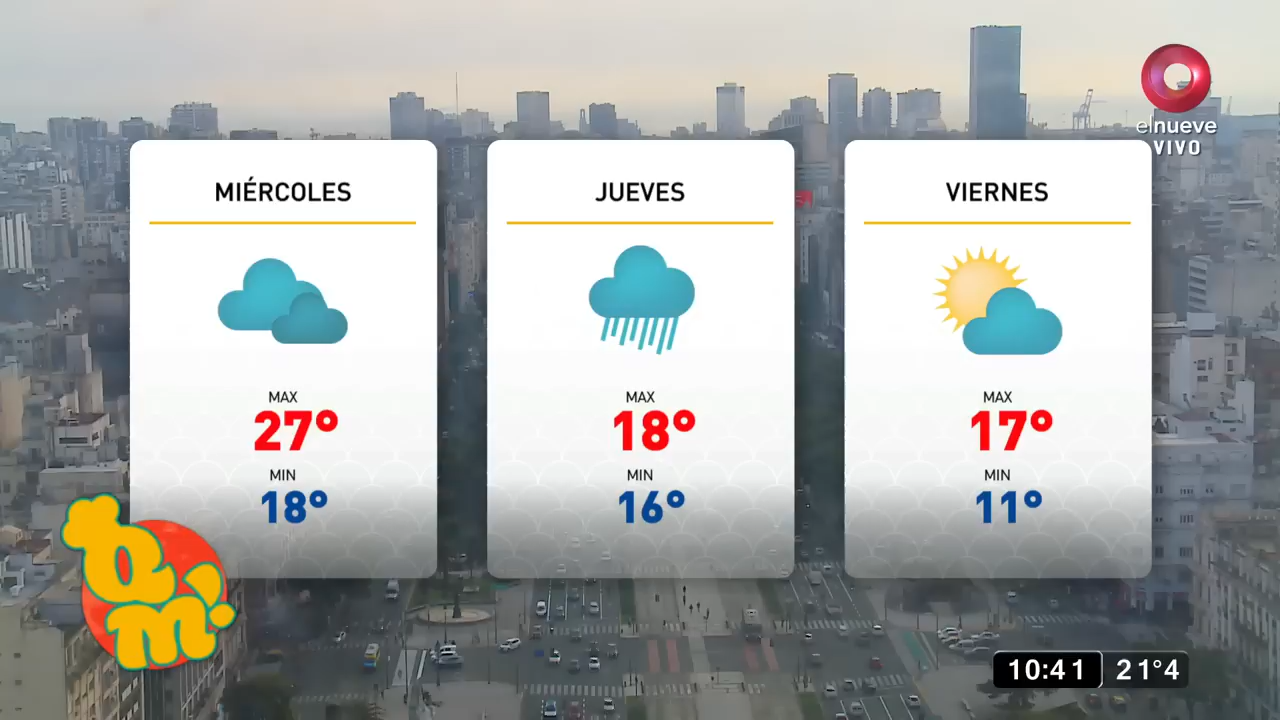 elnueve
VIVO
MIÉRCOLES
MAX
27°
MIN
18°
JUEVES
MAX
18°
MIN
16°
VIERNES
MAX
17°
MIN
11°
qm!
10:41 21°4